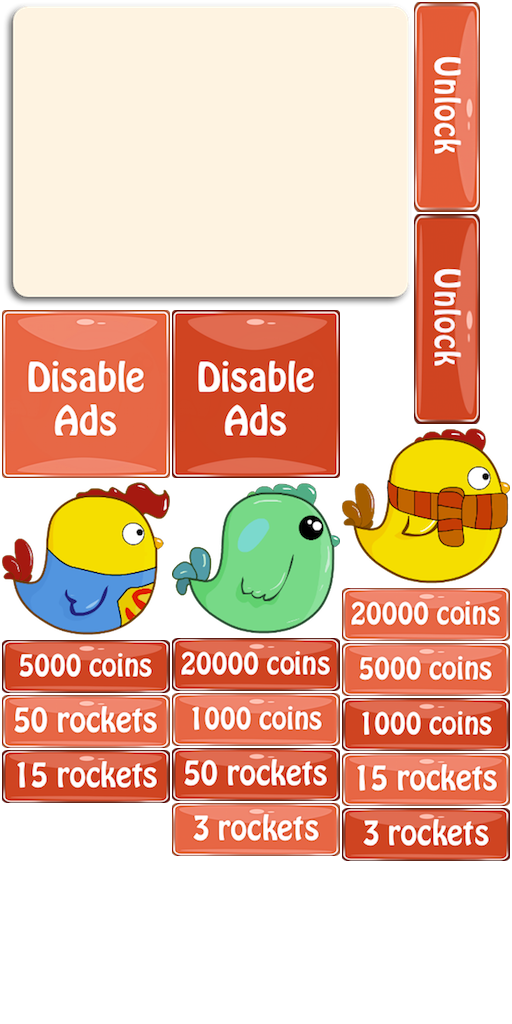 Unlock
Unlock
Disable
Ads
Disable
Ads
5000 coins
50 rockets
15 rockets
20000 coins
1000 coins
50 rockets
3 rockets
20000 coins
5000 coins
1000 coins
15 rockets
3 rockets